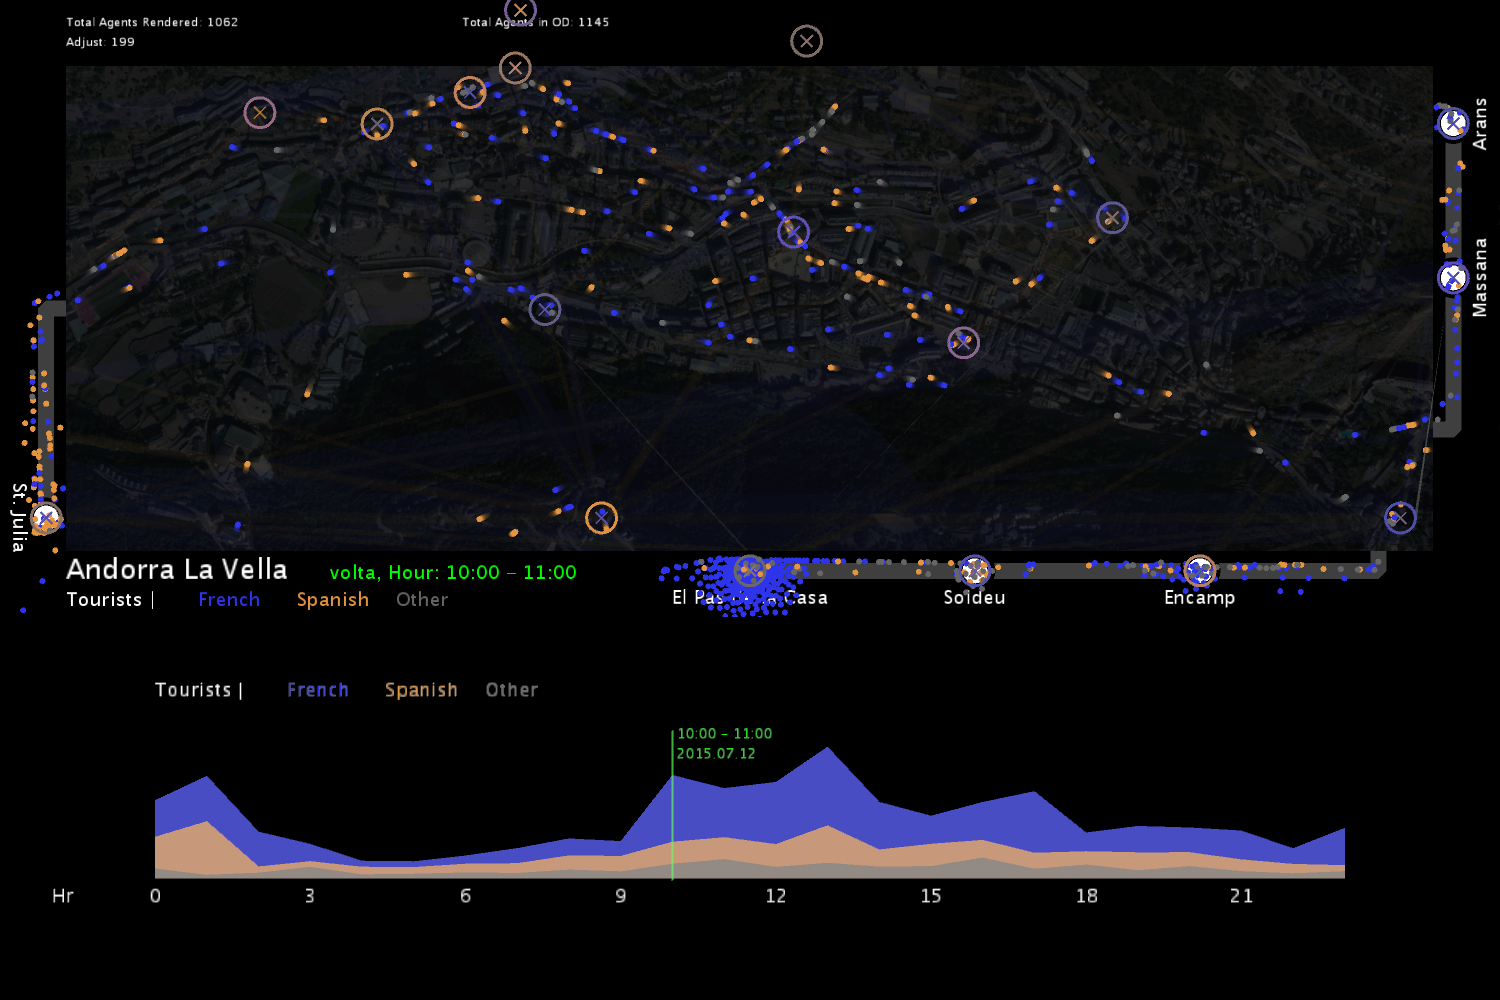 Total Agents Rendered: 1062
Total Agents in OD: 1145
Adjust: 199
Arans
Massana
St. Julia
Andorra La Vella
volta, Hour: 10:00 – 11:00
Tourists | French Spanish Other
El Pas Casa
Soldeu
Encamp
Tourists | French Spanish Other
10:00 – 11:00
2015.07.12
Hr 0 3 6 9 12 15 18 21